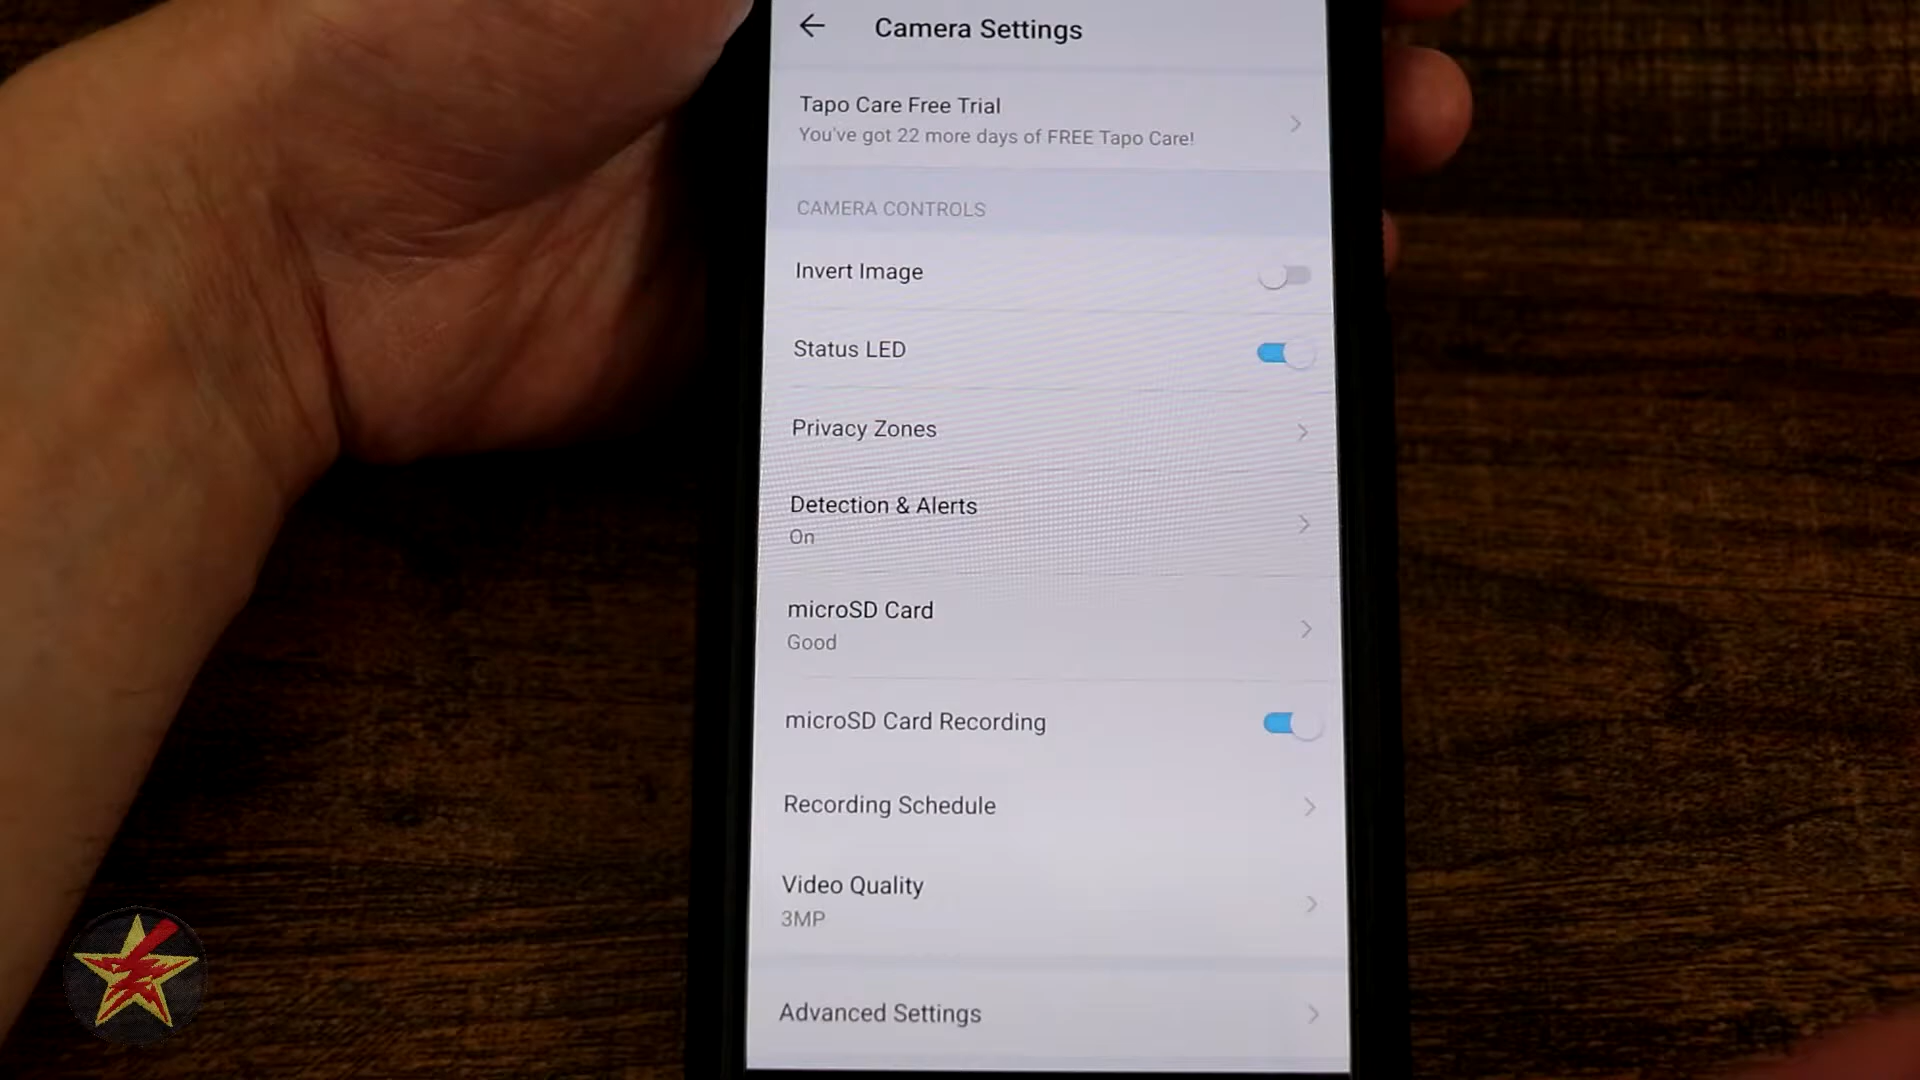 Camera Settings
Tapo Care Free Trial
You've got 22 more days of FREE Tapo Care!
CAMERA CONTROLS
Invert Image
Status LED
Privacy Zones
Detection & Alerts
On
microSD Card
Good
microSD Card Recording
Recording Schedule
Video Quality
3MP
Advanced Settings